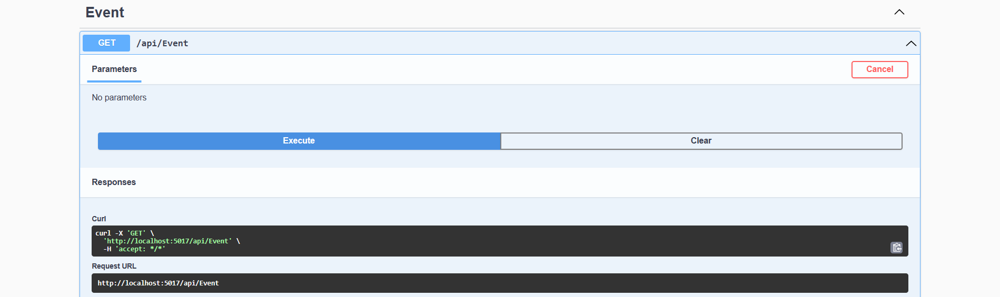 Event
GET /api/Event
Parameters Cancel
No parameters
Execute Clear
Responses
Curl
curl -X 'GET' \
  'http://localhost:5017/api/Event' \
  -H 'accept: */*'
Request URL
http://localhost:5017/api/Event